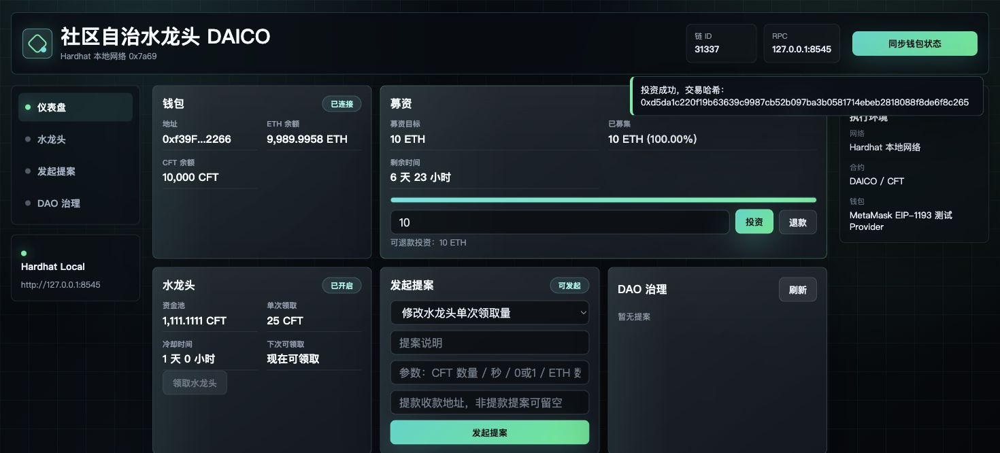 社区自治水龙头 DAICO
Hardhat 本地网络 0x7a69
链 ID
31337
RPC
127.0.0.1:8545
同步钱包状态
投资成功，交易哈希：
0xd5da1c220f19b63639c9987cb52b097ba3b0581714ebeb2818088f8de6f8c265
仪表盘
水龙头
发起提案
DAO 治理
Hardhat Local
http://127.0.0.1:8545
钱包
已连接
地址
0xf39F...2266
ETH 余额
9,989.9958 ETH
CFT 余额
10,000 CFT
募资
募资目标
10 ETH
已募集
10 ETH (100.00%)
剩余时间
6 天 23 小时
10
投资
退款
可退款投资：10 ETH
执行环境
网络
Hardhat 本地网络
合约
DAICO / CFT
钱包
MetaMask EIP-1193 测试
Provider
水龙头
已开启
资金池
1,111.1111 CFT
单次领取
25 CFT
冷却时间
1 天 0 小时
下次可领取
现在可领取
领取水龙头
发起提案
可发起
修改水龙头单次领取量
提案说明
参数：CFT 数量 / 秒 / 0或1 / ETH 数
提款收款地址，非提款提案可留空
发起提案
DAO 治理
刷新
暂无提案